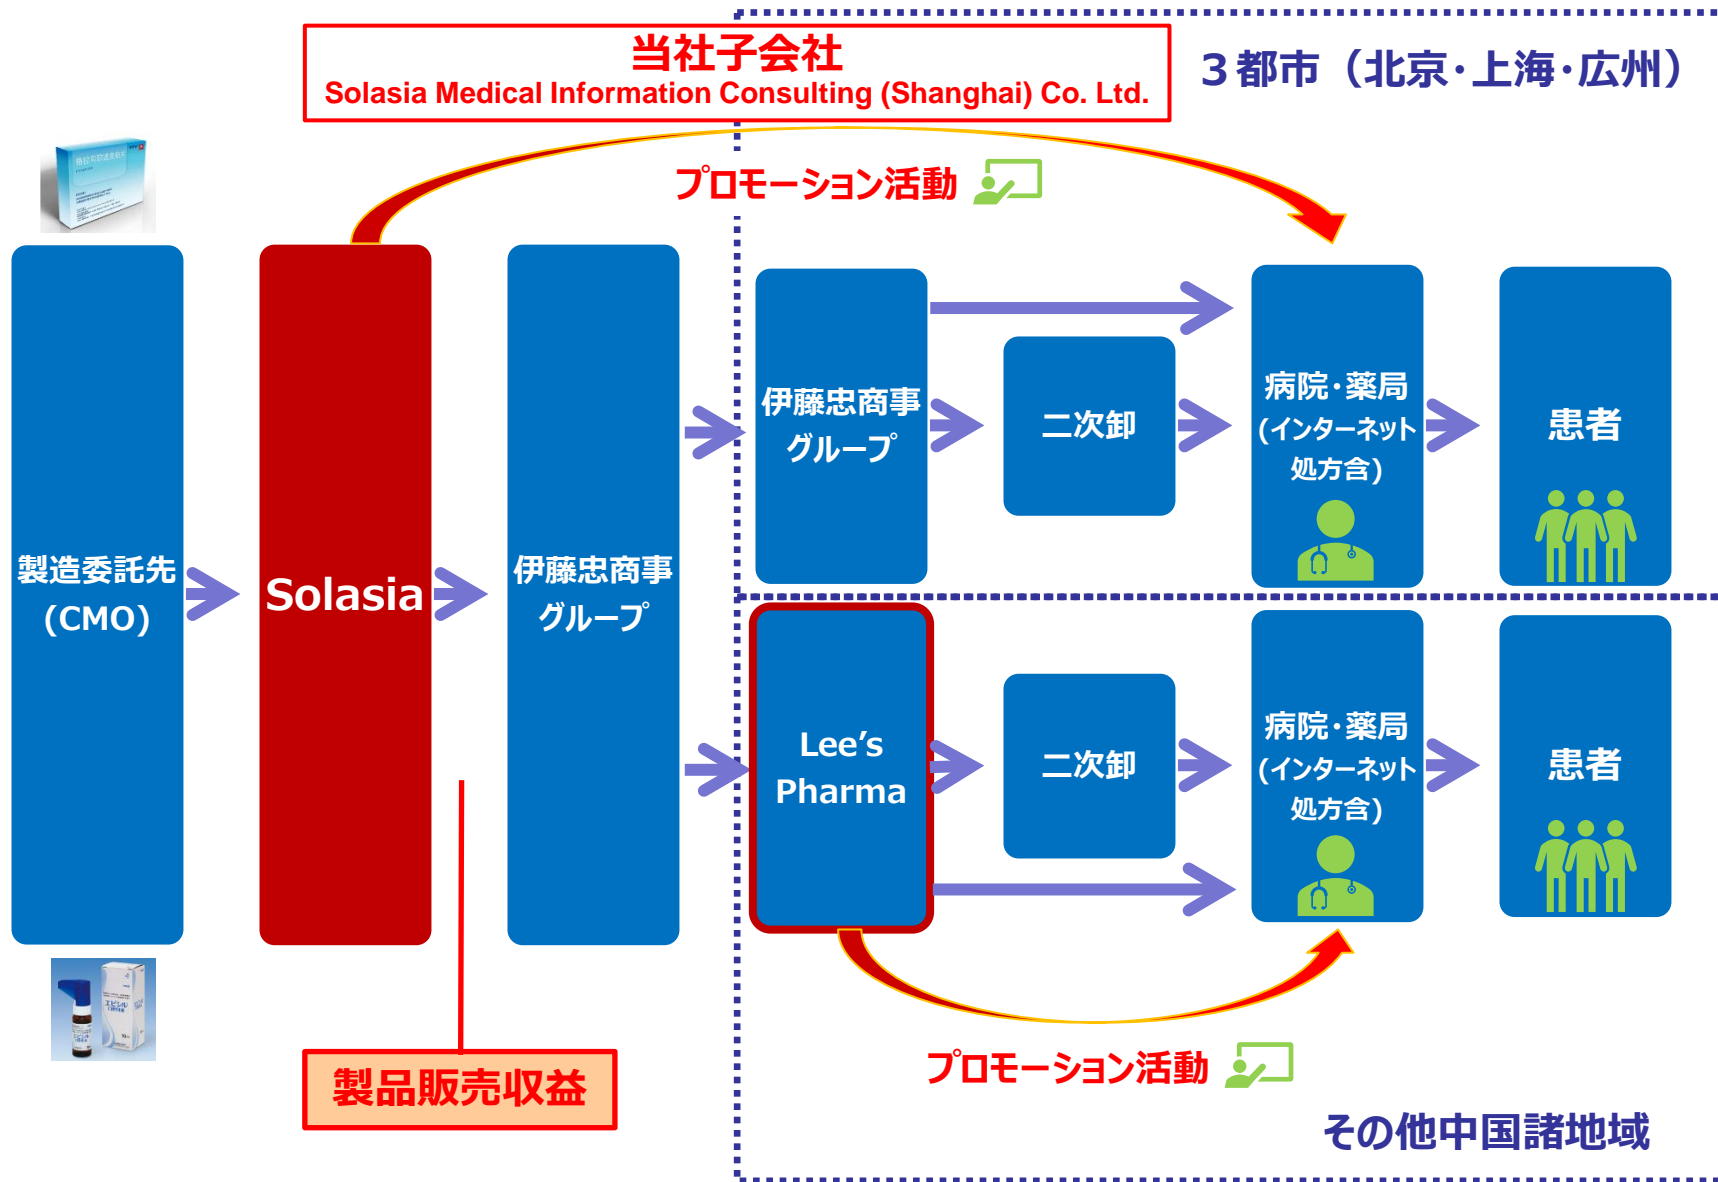 当社子会社
Solasia Medical Information Consulting (Shanghai) Co. Ltd.
3都市（北京･上海･広州）
プロモーション活動
製造委託先
(CMO)
Solasia
伊藤忠商事
グループ
伊藤忠商事
グループ
二次卸
病院･薬局
(インターネット
処方含)
患者
Lee's
Pharma
二次卸
病院･薬局
(インターネット
処方含)
患者
エピシル
プロモーション活動
製品販売収益
その他中国諸地域